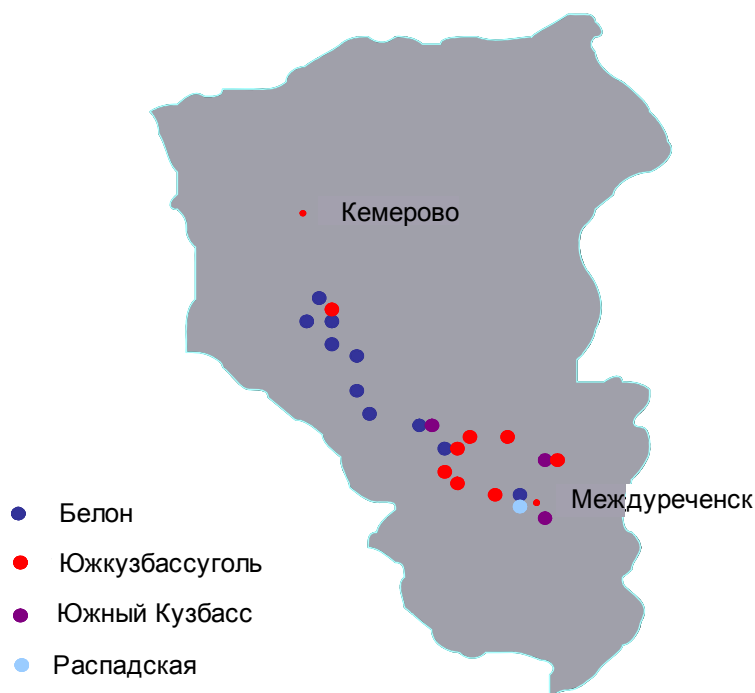 Кемерово
Междуреченск
Белон
Южкузбассуголь
Южный Кузбасс
Распадская